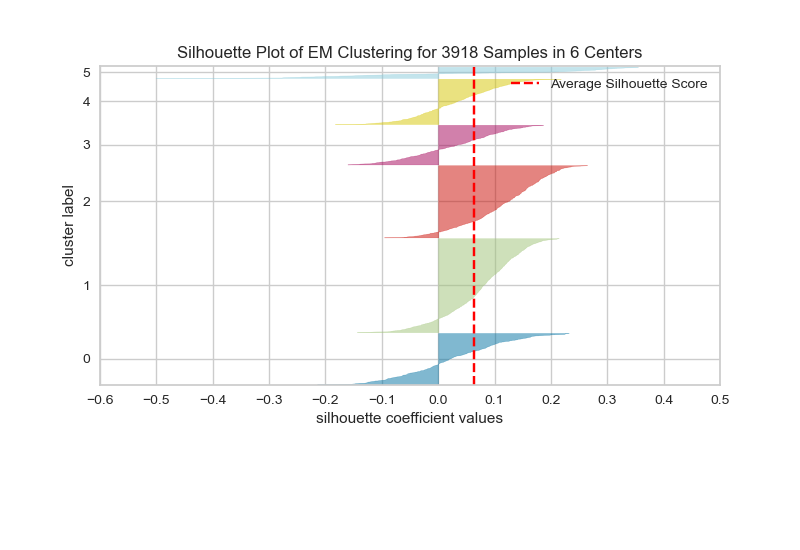 Silhouette Plot of EM Clustering for 3918 Samples in 6 Centers
Average Silhouette Score
cluster label
5
4
3
2
1
0
−0.6 −0.5 −0.4 −0.3 −0.2 −0.1 0.0 0.1 0.2 0.3 0.4 0.5
silhouette coefficient values